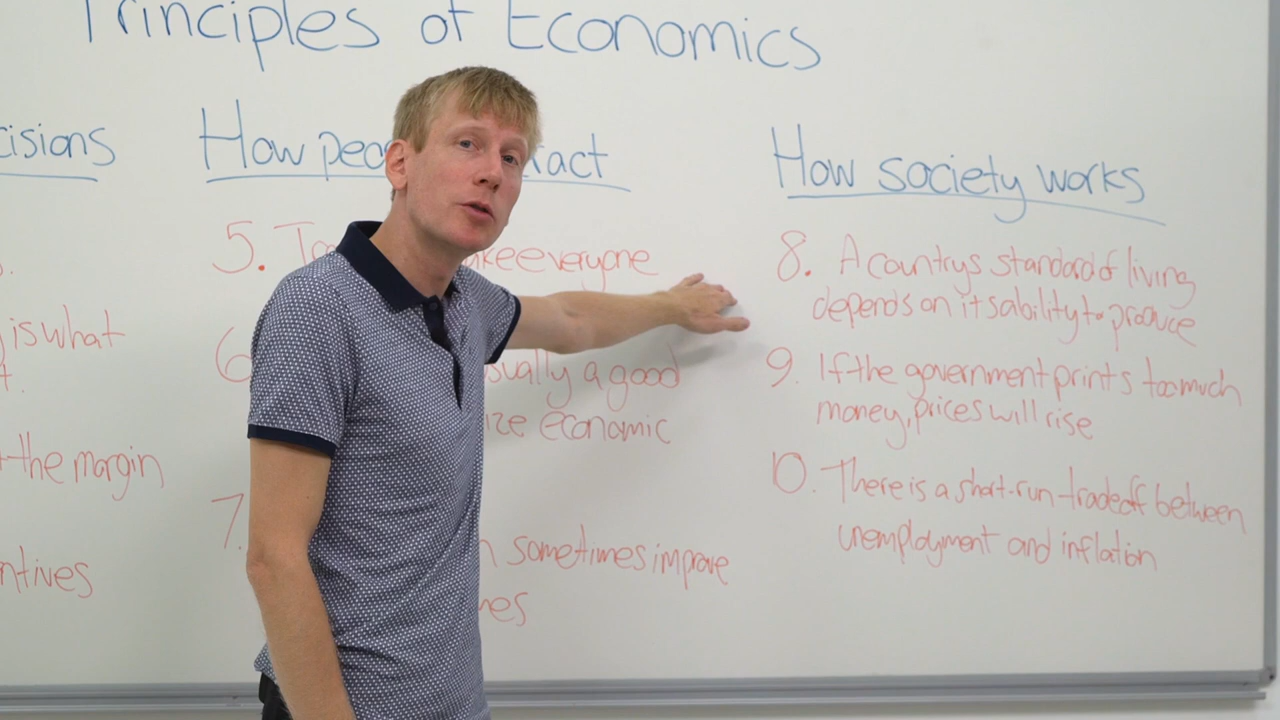 Principles of Economics
cisions
How peo iact
How society works
5. To ke everyone
8. A countrys standard of living
depends on its ability to produce
is what
6 sually a good
9. If the government prints too much
ize economic
money, prices will rise
the margin
10. There is a short-run tradeoff between
7. n sometimes improve
unemployment and inflation
ntives
mes